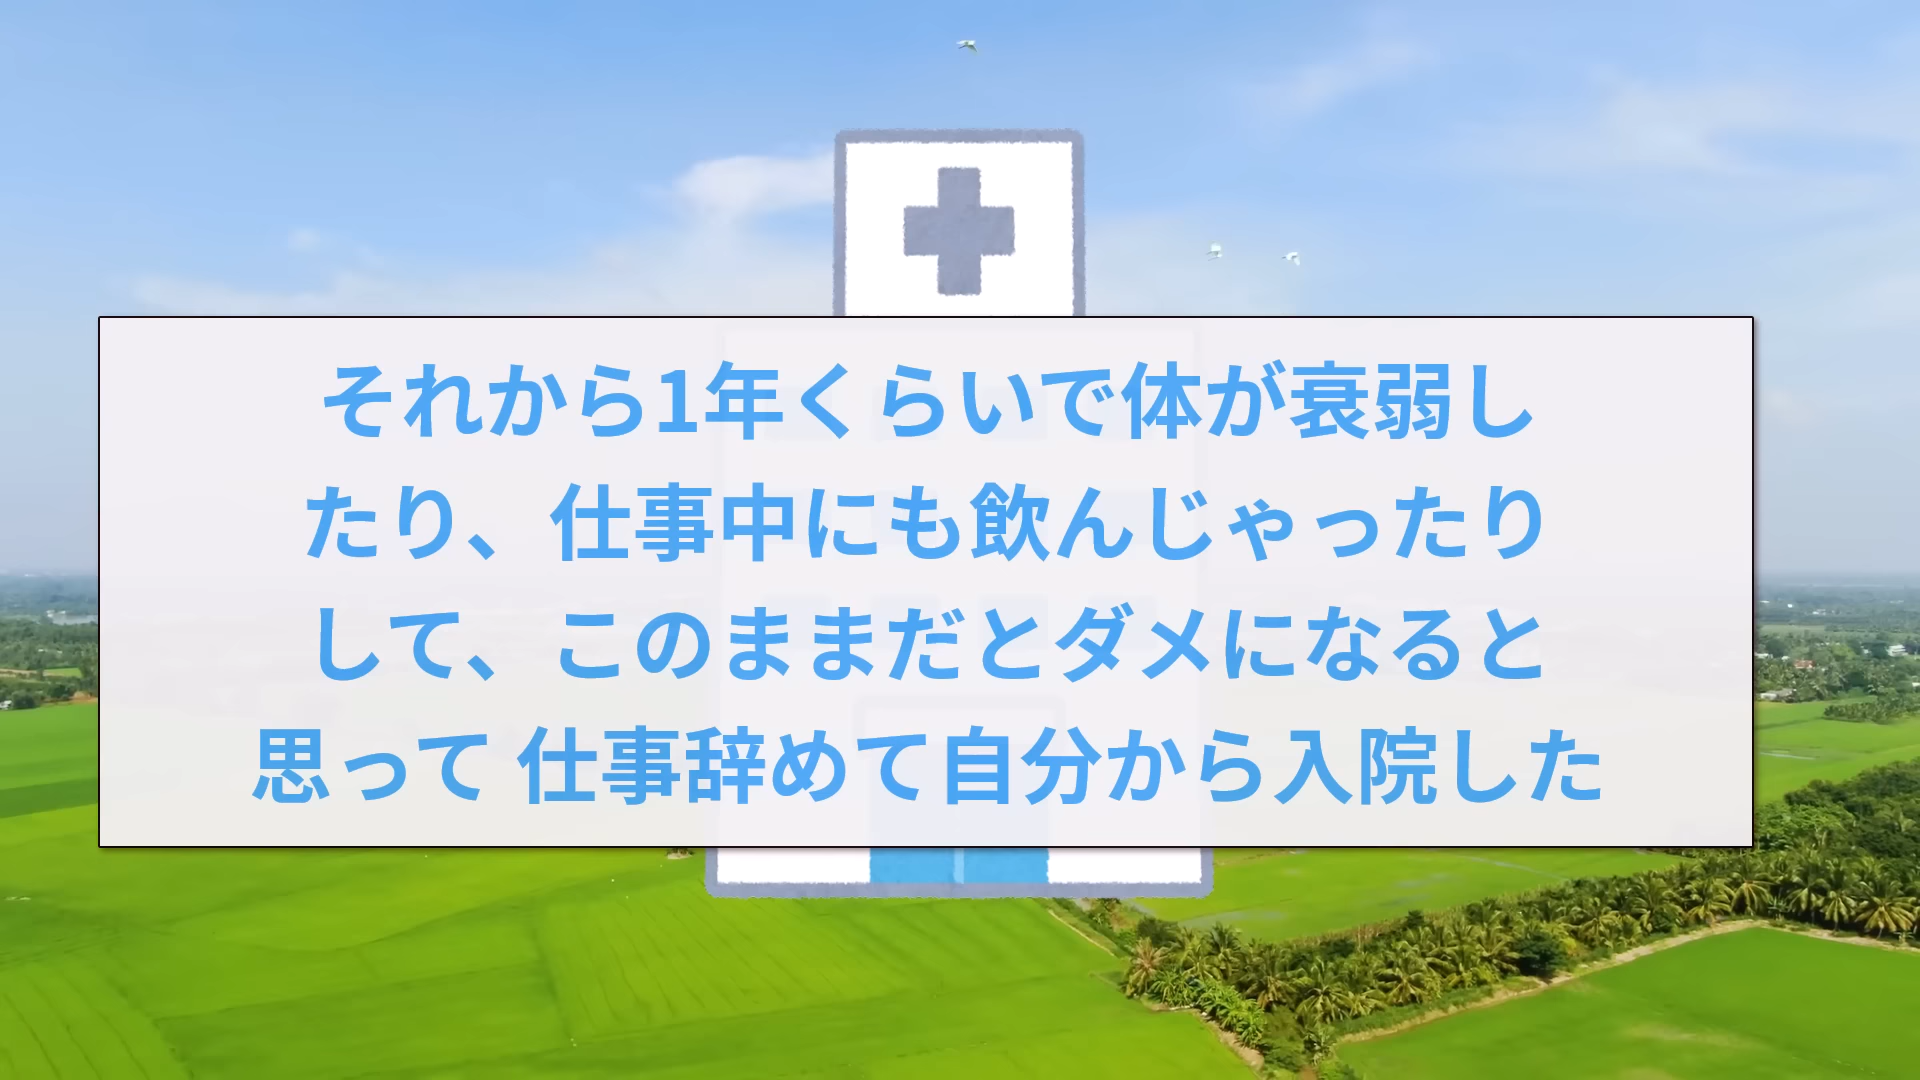 それから1年くらいで体が衰弱し
たり、仕事中にも飲んじゃったり
して、このままだとダメになると
思って 仕事辞めて自分から入院した